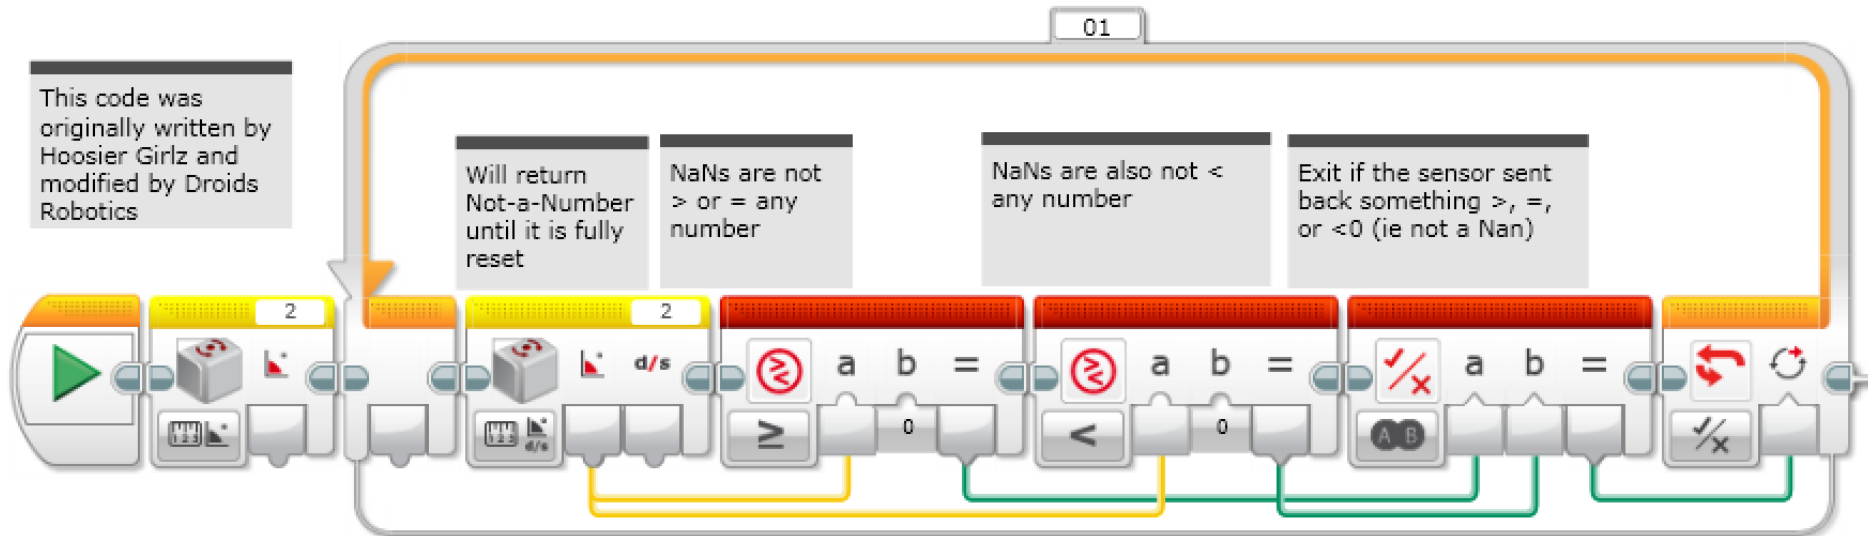 01
This code was
originally written by
Hoosier Girlz and
modified by Droids
Robotics
Will return
Not-a-Number
until it is fully
reset
NaNs are not
> or = any
number
NaNs are also not <
any number
Exit if the sensor sent
back something >, =,
or <0 (ie not a Nan)
2
2
d/s
a b =
a b =
a b =
123
123 d/s
≥
0
<
0
A B